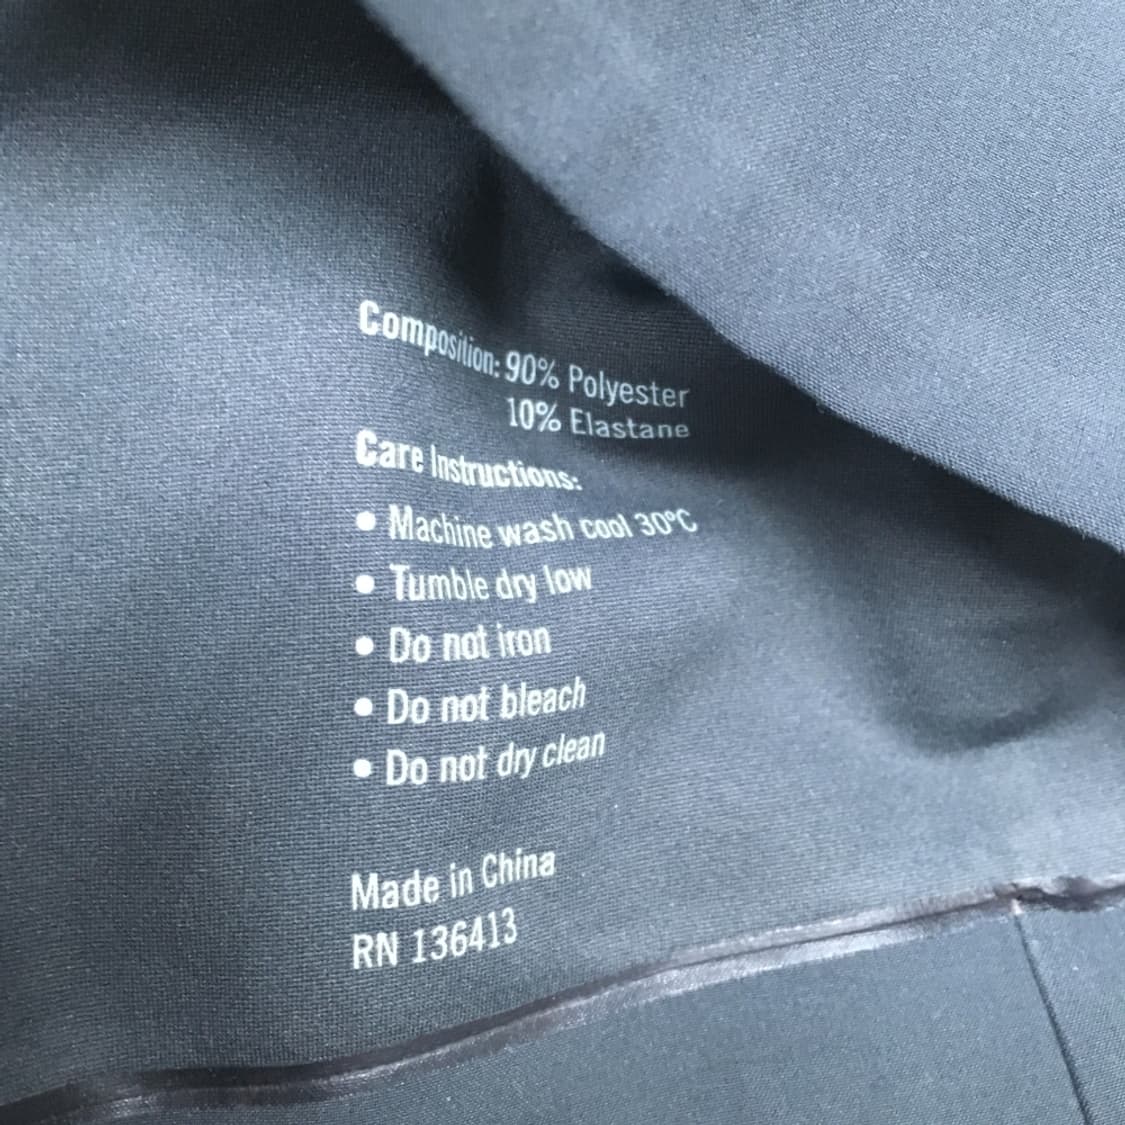 Composition: 90% Polyester
10% Elastane
Care Instructions:
• Machine wash cool 30°C
• Tumble dry low
• Do not iron
• Do not bleach
• Do not dry clean
Made in China
RN 136413